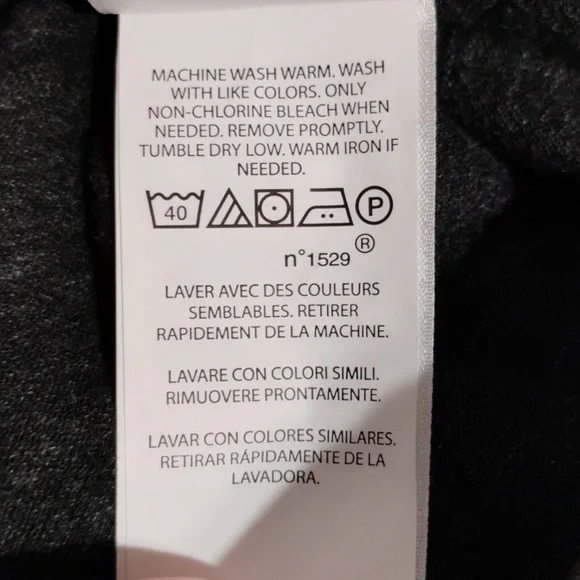 MACHINE WASH WARM. WASH
WITH LIKE COLORS. ONLY
NON-CHLORINE BLEACH WHEN
NEEDED. REMOVE PROMPTLY.
TUMBLE DRY LOW. WARM IRON IF
NEEDED.
40 P
n°1529 ®
LAVER AVEC DES COULEURS
SEMBLABLES. RETIRER
RAPIDEMENT DE LA MACHINE.
LAVARE CON COLORI SIMILI.
RIMUOVERE PRONTAMENTE.
LAVAR CON COLORES SIMILARES.
RETIRAR RÁPIDAMENTE DE LA
LAVADORA.